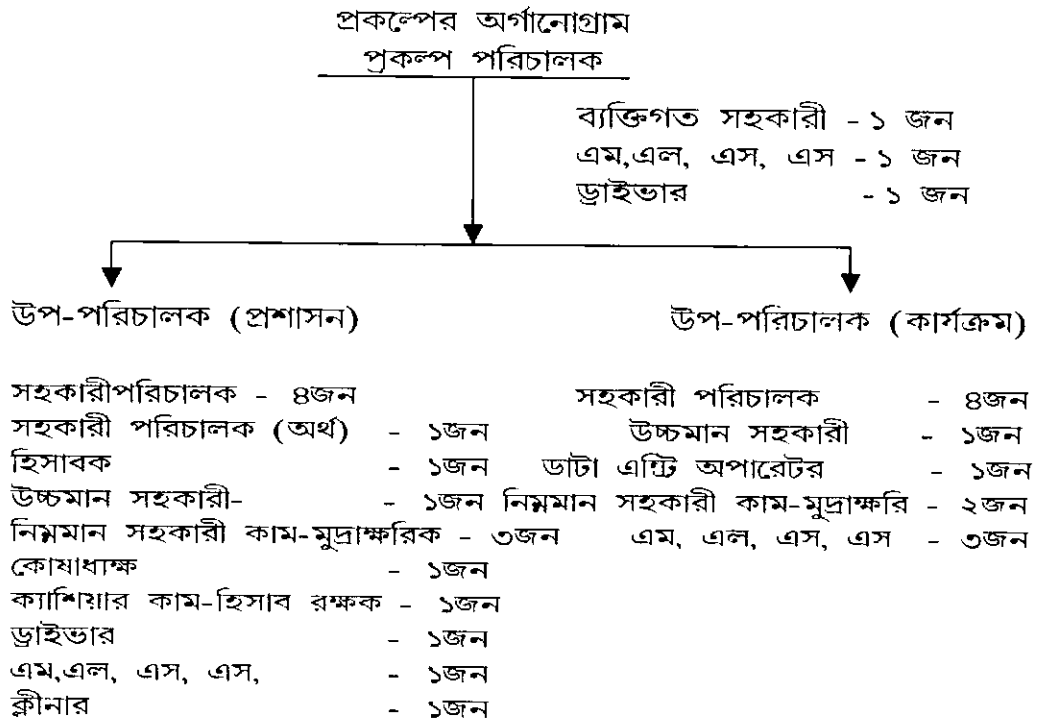 প্রকল্পের অর্গানোগ্রাম
প্রকল্প পরিচালক
ব্যক্তিগত সহকারী - ১ জন
এম,এল, এস, এস - ১ জন
ড্রাইভার - ১ জন
উপ-পরিচালক (প্রশাসন) উপ-পরিচালক (কার্যক্রম)
সহকারীপরিচালক - ৪জন সহকারী পরিচালক - ৪জন
সহকারী পরিচালক (অর্থ) - ১জন উচ্চমান সহকারী - ১জন
হিসাবক - ১জন ডাটা এন্ট্রি অপারেটর - ১জন
উচ্চমান সহকারী- - ১জন নিম্নমান সহকারী কাম-মুদ্রাক্ষরি - ২জন
নিম্নমান সহকারী কাম-মুদ্রাক্ষরিক - ৩জন এম, এল, এস, এস - ৩জন
কোষাধ্যক্ষ - ১জন
ক্যাশিয়ার কাম-হিসাব রক্ষক - ১জন
ড্রাইভার - ১জন
এম,এল, এস, এস, - ১জন
ক্লীনার - ১জন